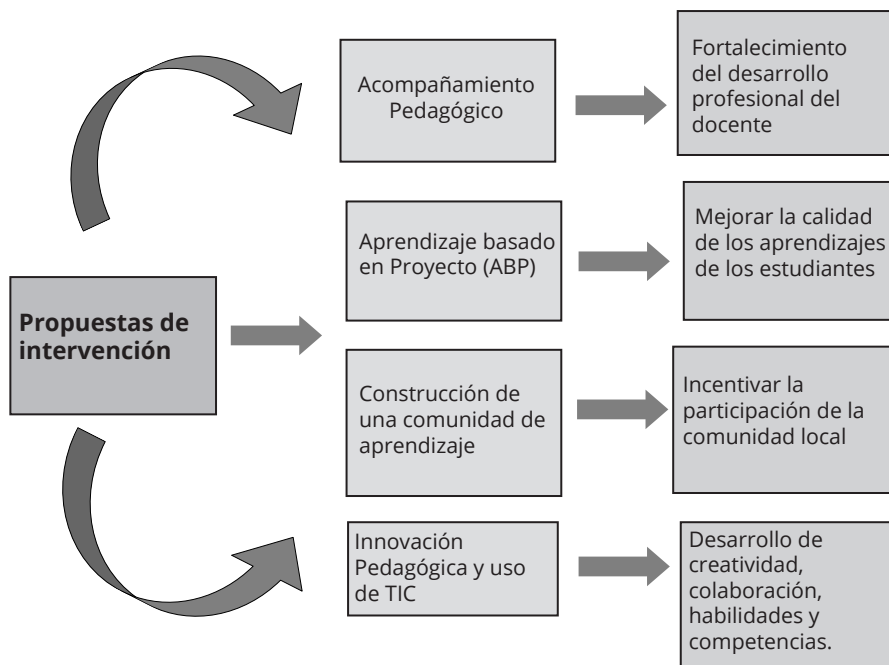 Propuestas de
intervención
Acompañamiento
Pedagógico
Fortalecimiento
del desarrollo
profesional del
docente
Aprendizaje basado
en Proyecto (ABP)
Mejorar la calidad
de los aprendizajes
de los estudiantes
Construcción de
una comunidad de
aprendizaje
Incentivar la
participación de la
comunidad local
Innovación
Pedagógica y uso
de TIC
Desarrollo de
creatividad,
colaboración,
habilidades y
competencias.